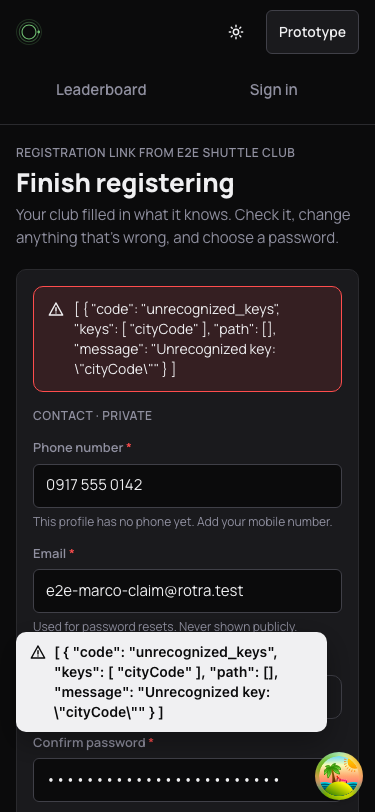 Prototype
Leaderboard
Sign in
REGISTRATION LINK FROM E2E SHUTTLE CLUB
Finish registering
Your club filled in what it knows. Check it, change
anything that's wrong, and choose a password.
[ { "code": "unrecognized_keys",
"keys": [ "cityCode" ], "path": [],
"message": "Unrecognized key:
\"cityCode\"" } ]
CONTACT · PRIVATE
Phone number *
0917 555 0142
This profile has no phone yet. Add your mobile number.
Email *
e2e-marco-claim@rotra.test
Used for password resets. Never shown publicly.
[ { "code": "unrecognized_keys",
"keys": [ "cityCode" ], "path": [],
"message": "Unrecognized key:
\"cityCode\"" } ]
Confirm password *